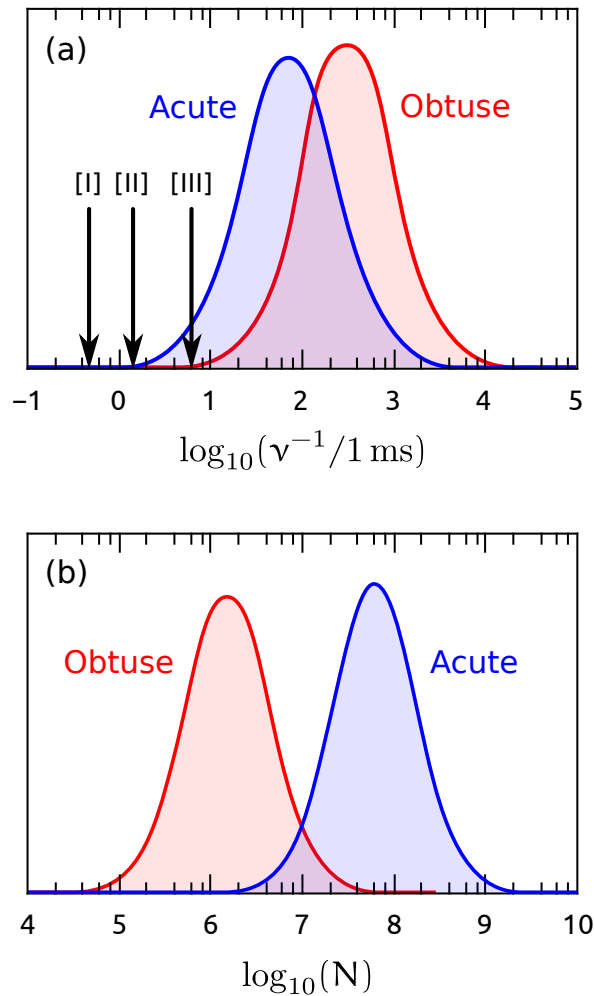 (a)
Acute
Obtuse
[I] [II] [III]
−1 0 1 2 3 4 5
log₁₀(ν⁻¹/1 ms)
(b)
Obtuse
Acute
4 5 6 7 8 9 10
log₁₀(N)